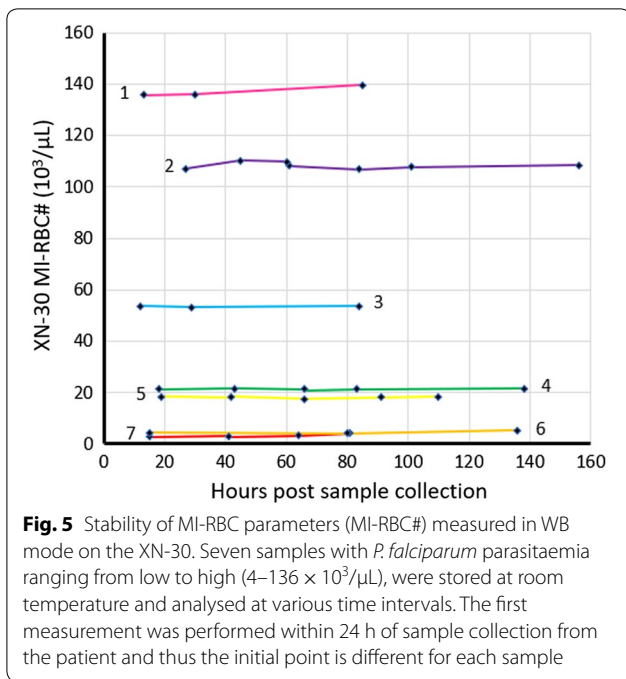 160
140
120
100
80
60
40
20
0
XN-30 MI-RBC# (10³/µL)
1
2
3
4
5
6
7
0 20 40 60 80 100 120 140 160
Hours post sample collection
Fig. 5 Stability of MI-RBC parameters (MI-RBC#) measured in WB
mode on the XN-30. Seven samples with P. falciparum parasitaemia
ranging from low to high (4–136 × 10³/µL), were stored at room
temperature and analysed at various time intervals. The first
measurement was performed within 24 h of sample collection from
the patient and thus the initial point is different for each sample